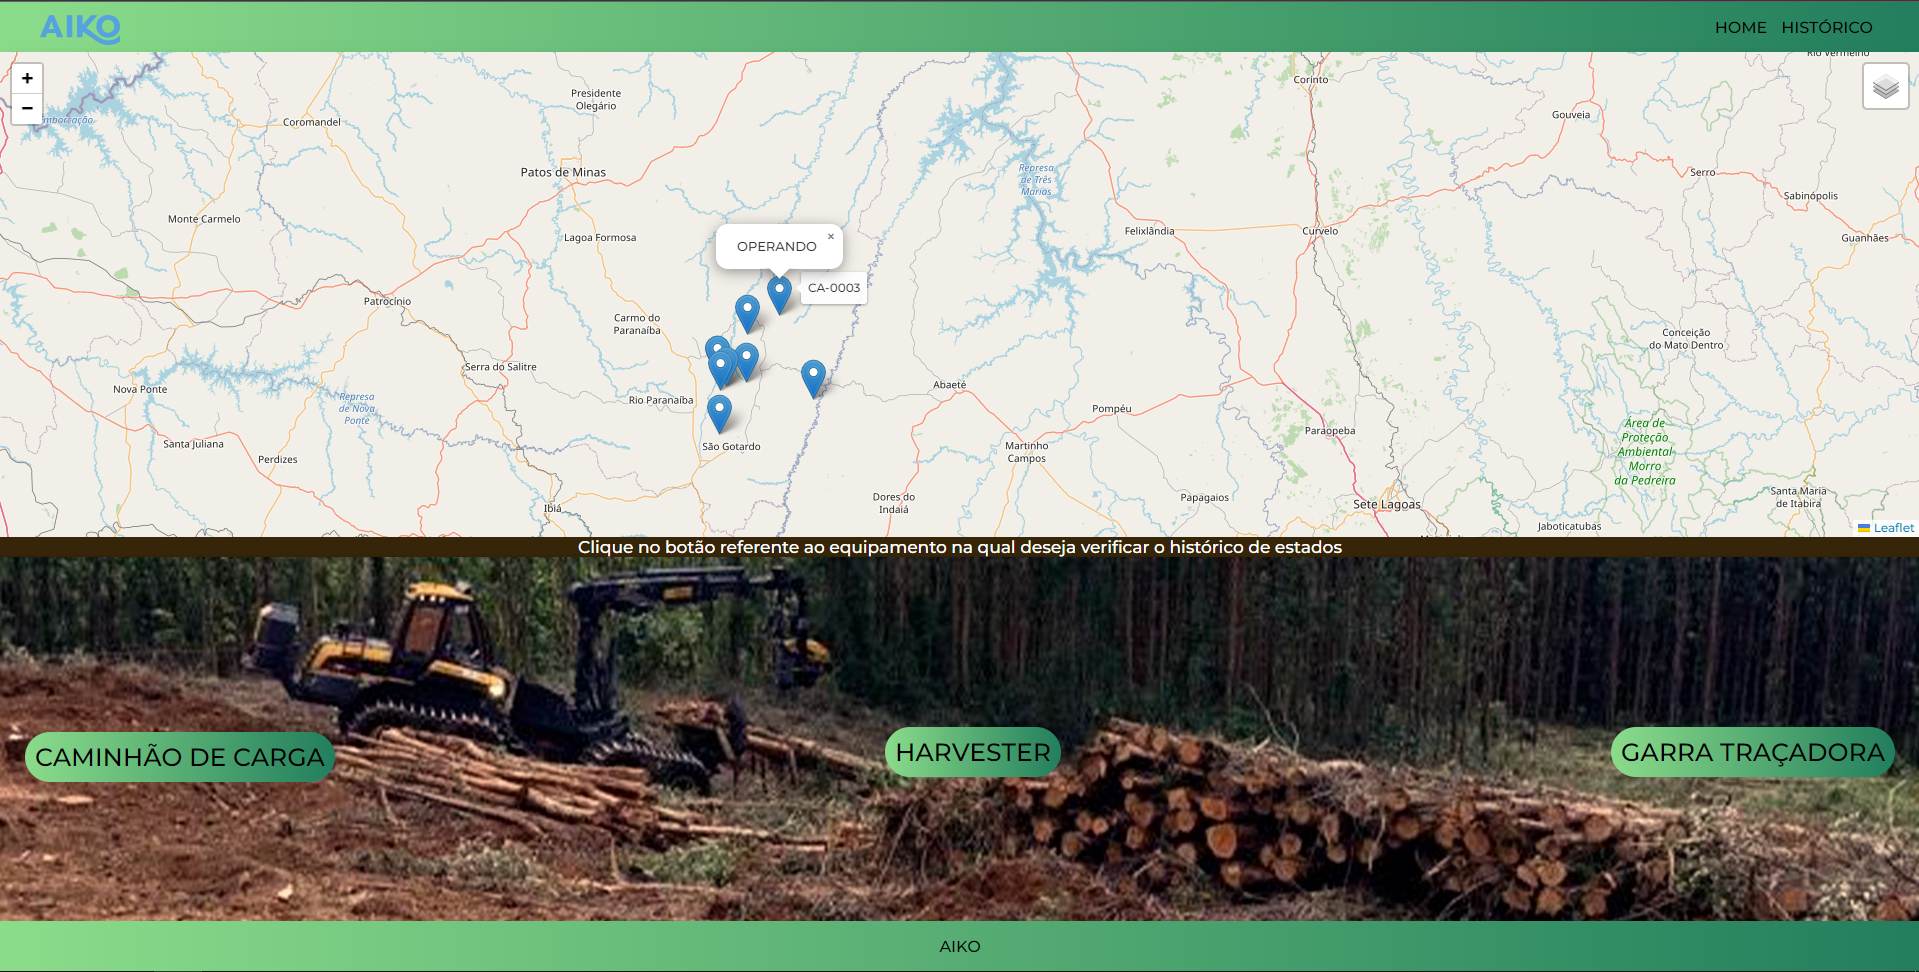 AIKO
HOME HISTÓRICO
+
−
Rio Vermelho
Corinto
Presidente
Olegário
Gouveia
Emborcação
Coromandel
Represa
de Três
Marias
Patos de Minas
Serro
Sabinópolis
Monte Carmelo
Felixlândia
Curvelo
Lagoa Formosa
Guanhães
OPERANDO
×
CA-0003
Patrocínio
Carmo do
Paranaíba
Conceição
do Mato Dentro
Serra do Salitre
Nova Ponte
Abaeté
Represa
de Nova
Ponte
Rio Paranaíba
Pompéu
Área de
Proteção
Ambiental
Morro
da Pedreira
Paraopeba
Santa Juliana
São Gotardo
Martinho
Campos
Perdizes
Dores do
Indaiá
Papagaios
Sete Lagoas
Santa Maria
de Itabira
Ibiá
Jaboticatubas
Leaflet
Clique no botão referente ao equipamento na qual deseja verificar o histórico de estados
CAMINHÃO DE CARGA
HARVESTER
GARRA TRAÇADORA
AIKO